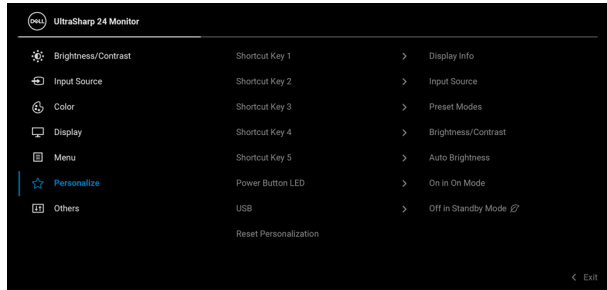 DELL UltraSharp 24 Monitor
Brightness/Contrast Shortcut Key 1 > Display Info
Input Source Shortcut Key 2 > Input Source
Color Shortcut Key 3 > Preset Modes
Display Shortcut Key 4 > Brightness/Contrast
Menu Shortcut Key 5 > Auto Brightness
Personalize Power Button LED > On in On Mode
Others USB > Off in Standby Mode
Reset Personalization
< Exit